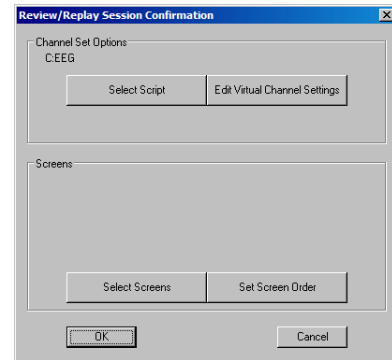 Review/Replay Session Confirmation
Channel Set Options
C:EEG
Select Script Edit Virtual Channel Settings
Screens
Select Screens Set Screen Order
OK Cancel